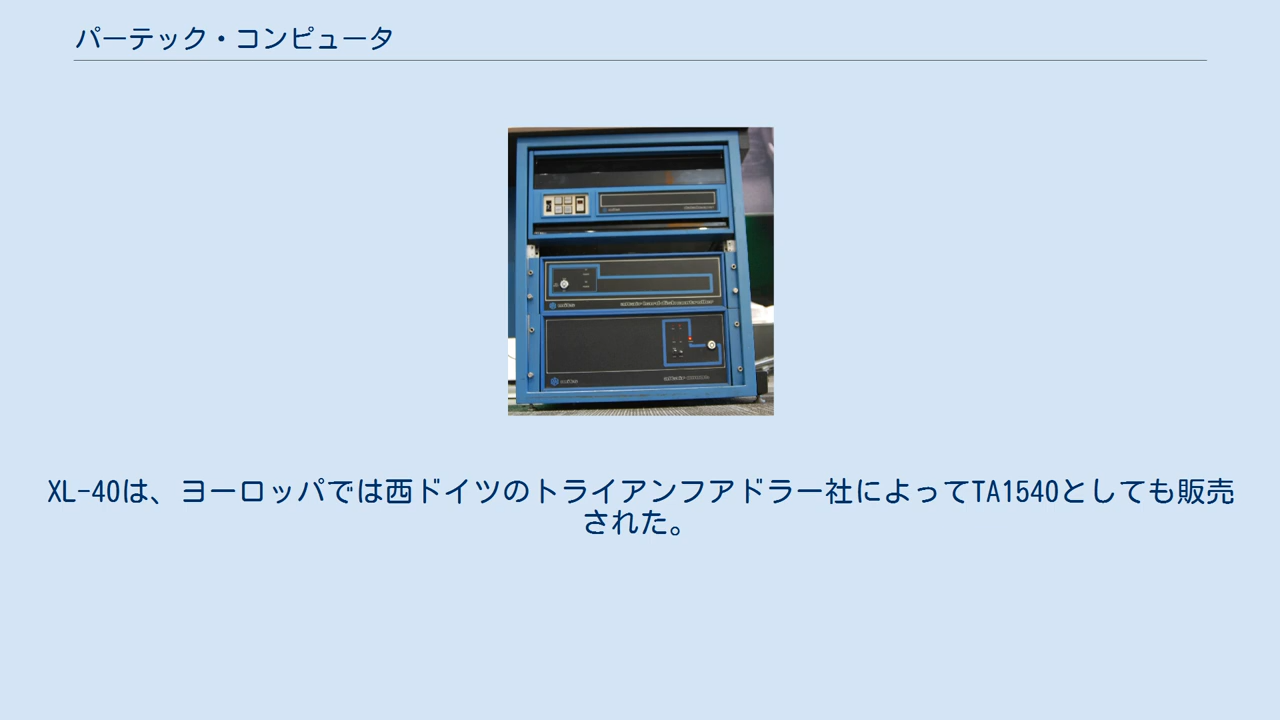 パーテック・コンピュータ
XL-40は、ヨーロッパでは西ドイツのトライアンフアドラー社によってTA1540としても販売
された。